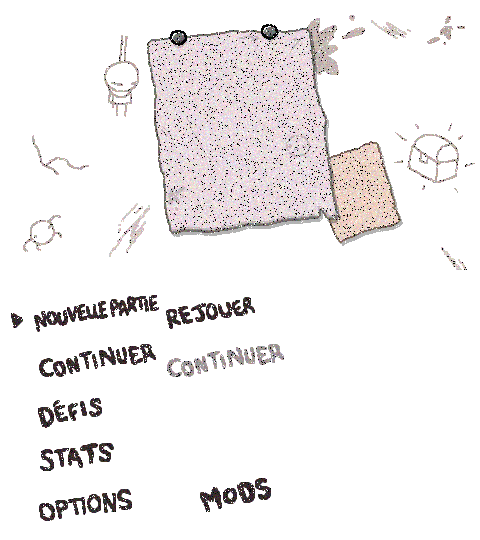 NOUVELLE PARTIE REJOUER
CONTINUER CONTINUER
DÉFIS
STATS
OPTIONS MODS